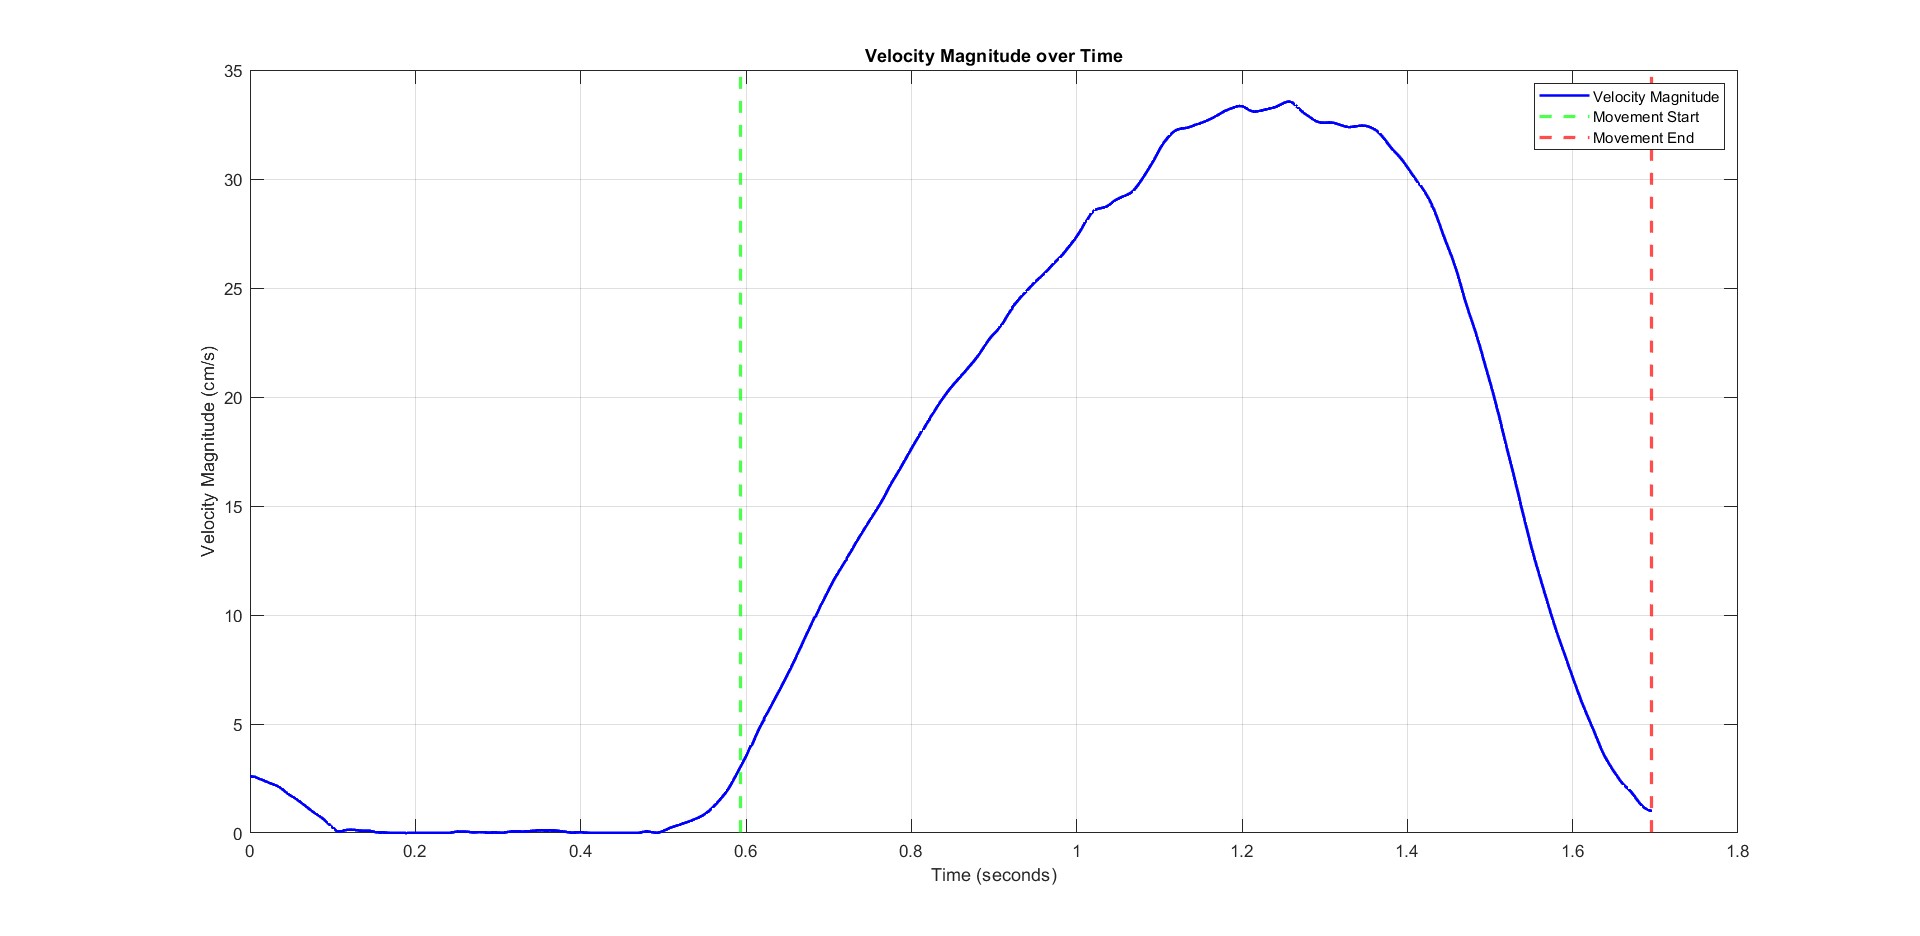 Velocity Magnitude over Time
35
30
25
20
15
10
5
0
Velocity Magnitude (cm/s)
Velocity Magnitude
Movement Start
Movement End
0 0.2 0.4 0.6 0.8 1 1.2 1.4 1.6 1.8
Time (seconds)